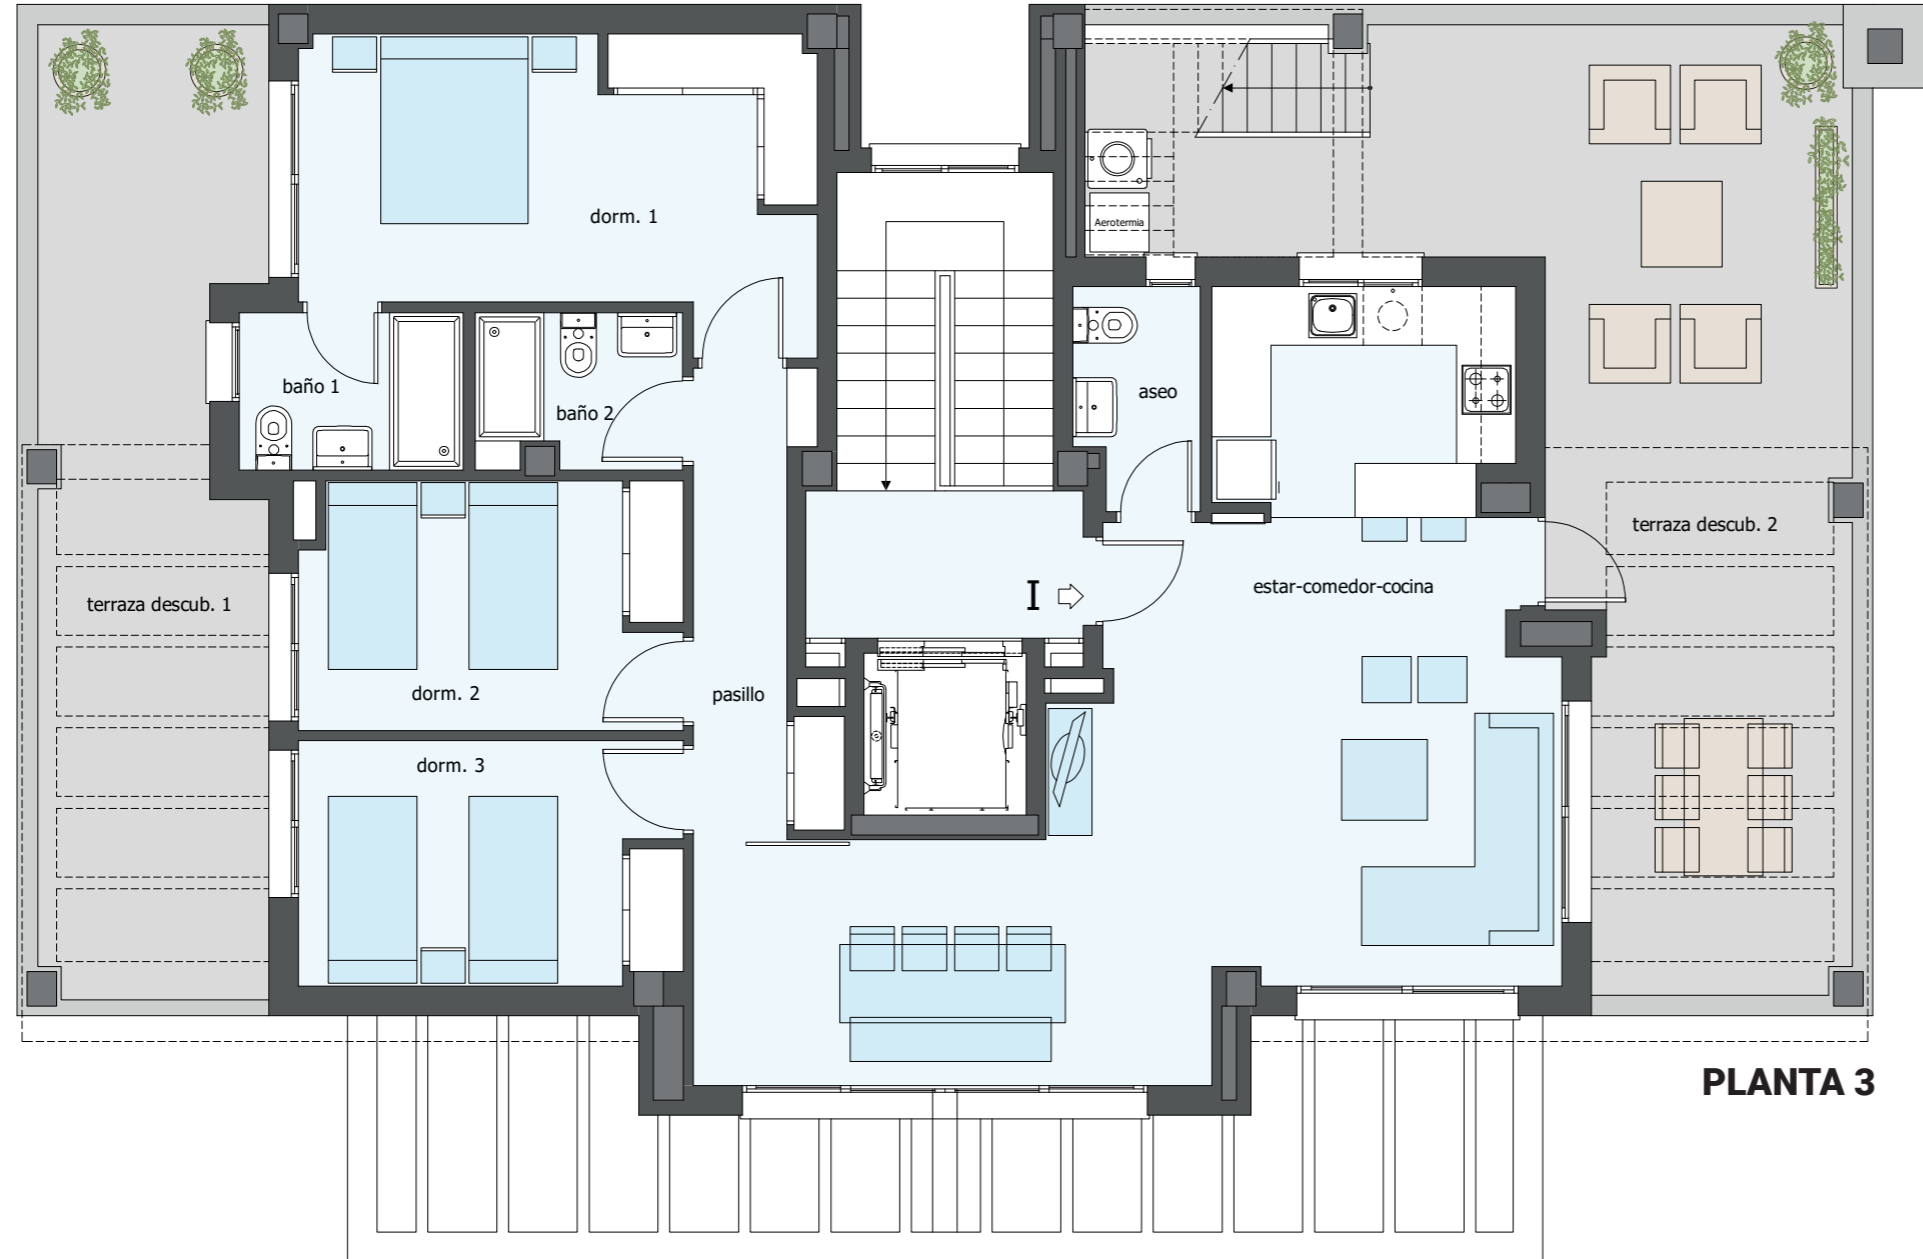 dorm. 1
Aerotermia
baño 1
baño 2
aseo
terraza descub. 2
estar-comedor-cocina
I
terraza descub. 1
dorm. 2
pasillo
dorm. 3
PLANTA 3